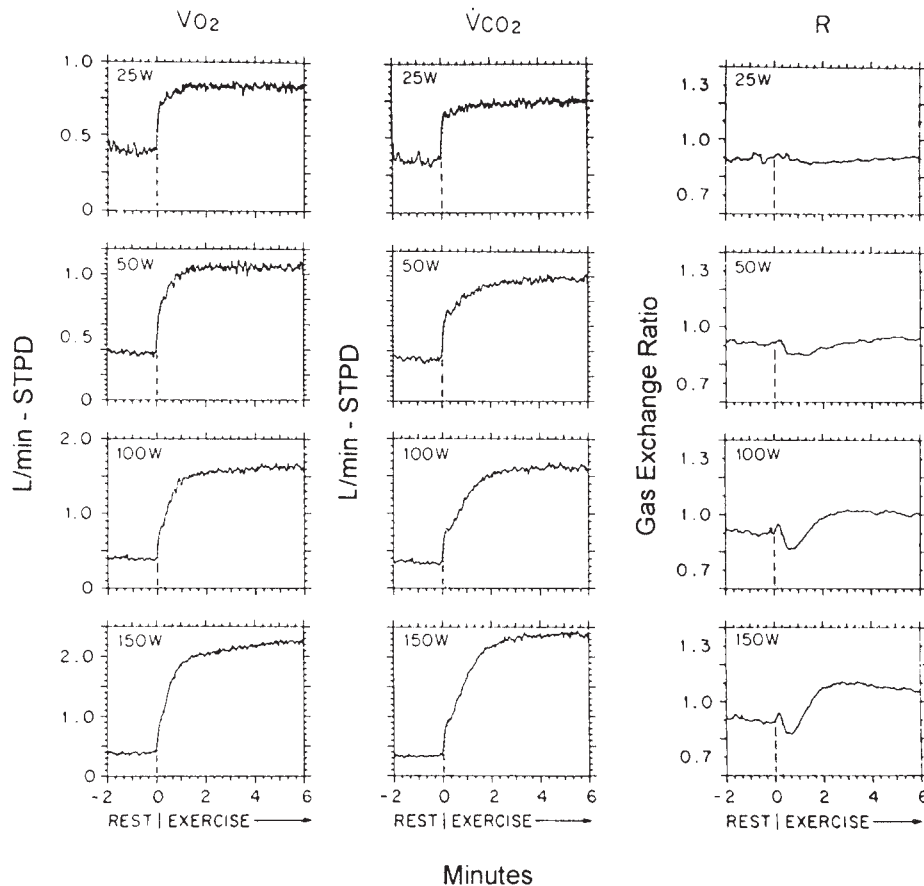 VO2 V̇CO2 R
25W 25W 25W
1.0
0.5
0
1.3
1.0
0.7
50W 50W 50W
1.0
0.5
0
1.3
1.0
0.7
100W 100W 100W
2.0
1.5
1.0
0
1.3
1.0
0.7
150W 150W 150W
2.0
1.0
0
1.3
1.0
0.7
L/min - STPD
L/min - STPD
Gas Exchange Ratio
-2 0 2 4 6 -2 0 2 4 6 -2 0 2 4 6
REST | EXERCISE REST | EXERCISE REST | EXERCISE
Minutes